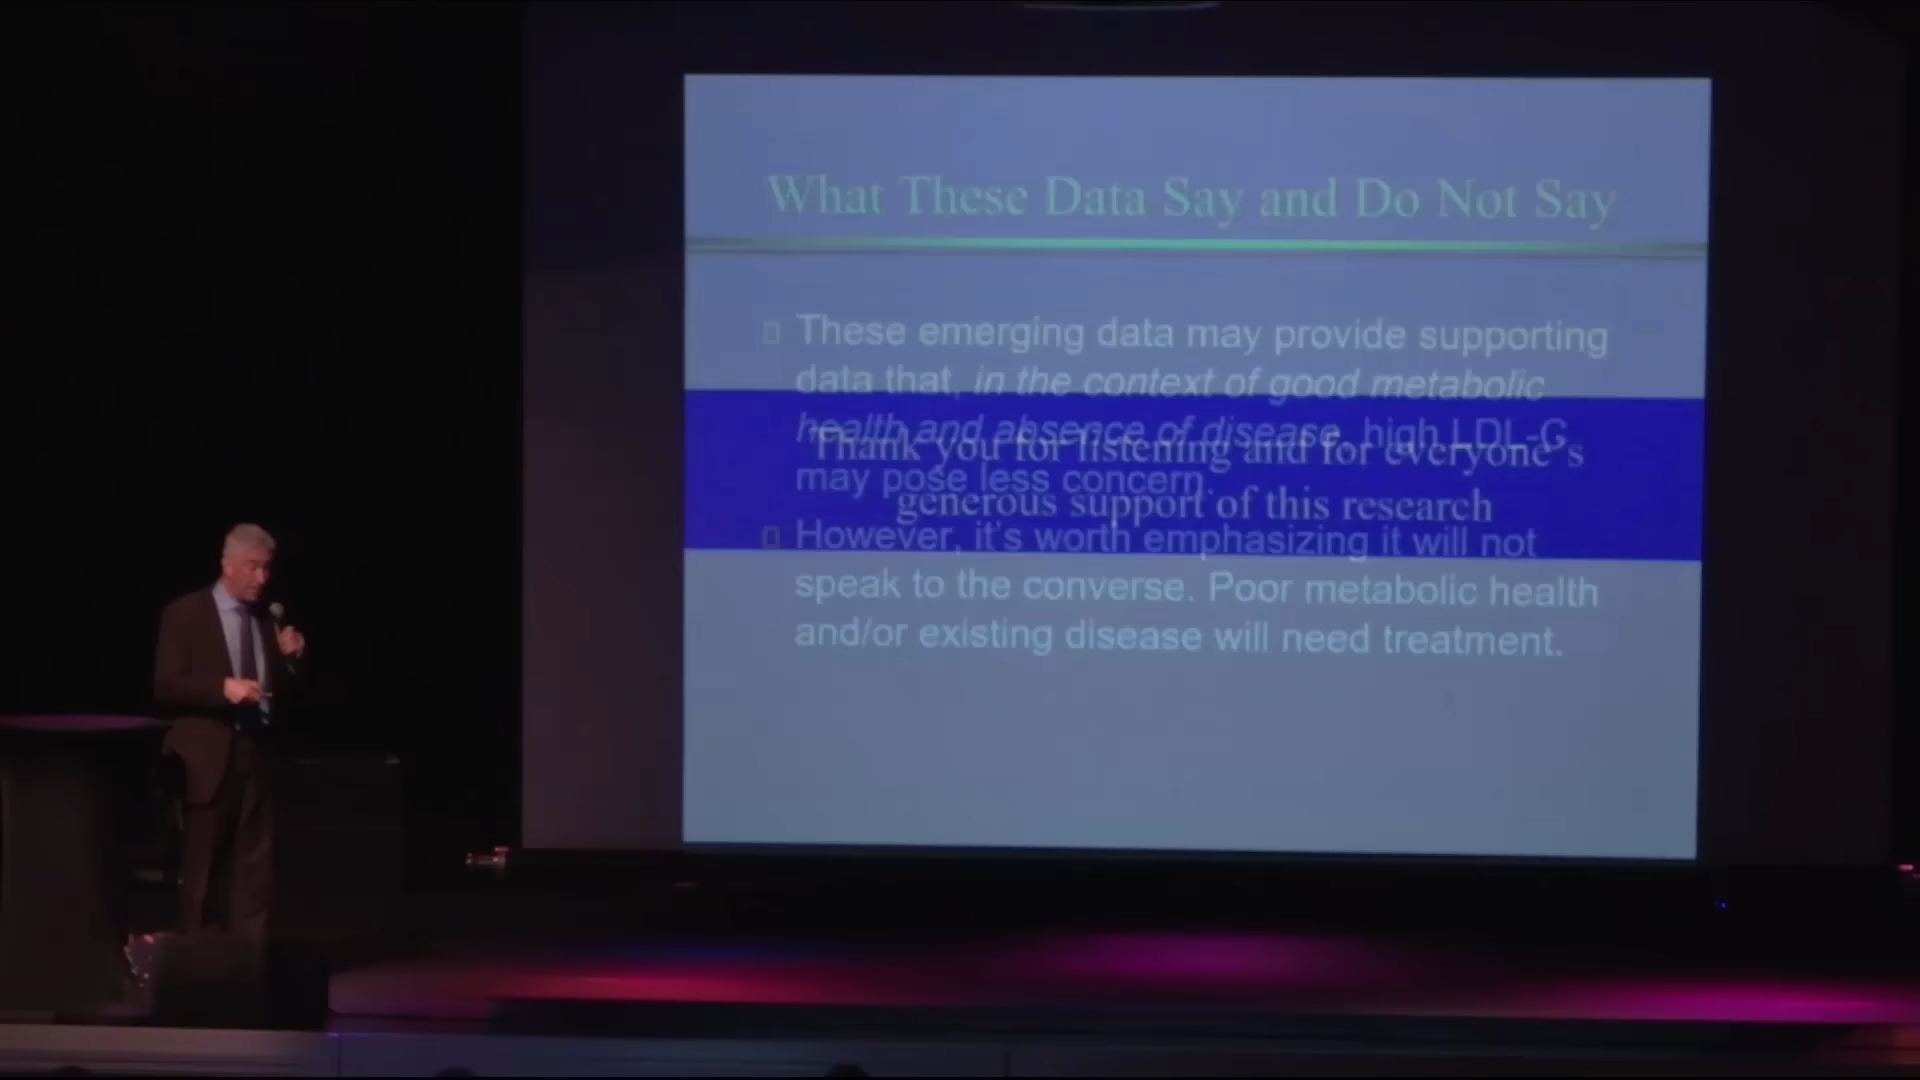 What These Data Say and Do Not Say
These emerging data may provide supporting
data that, in the context of good metabolic
health and absence of disease, high LDL-C
may pose less concern.
Thank you for listening and for everyone's
generous support of this research
However, it's worth emphasizing it will not
speak to the converse. Poor metabolic health
and/or existing disease will need treatment.